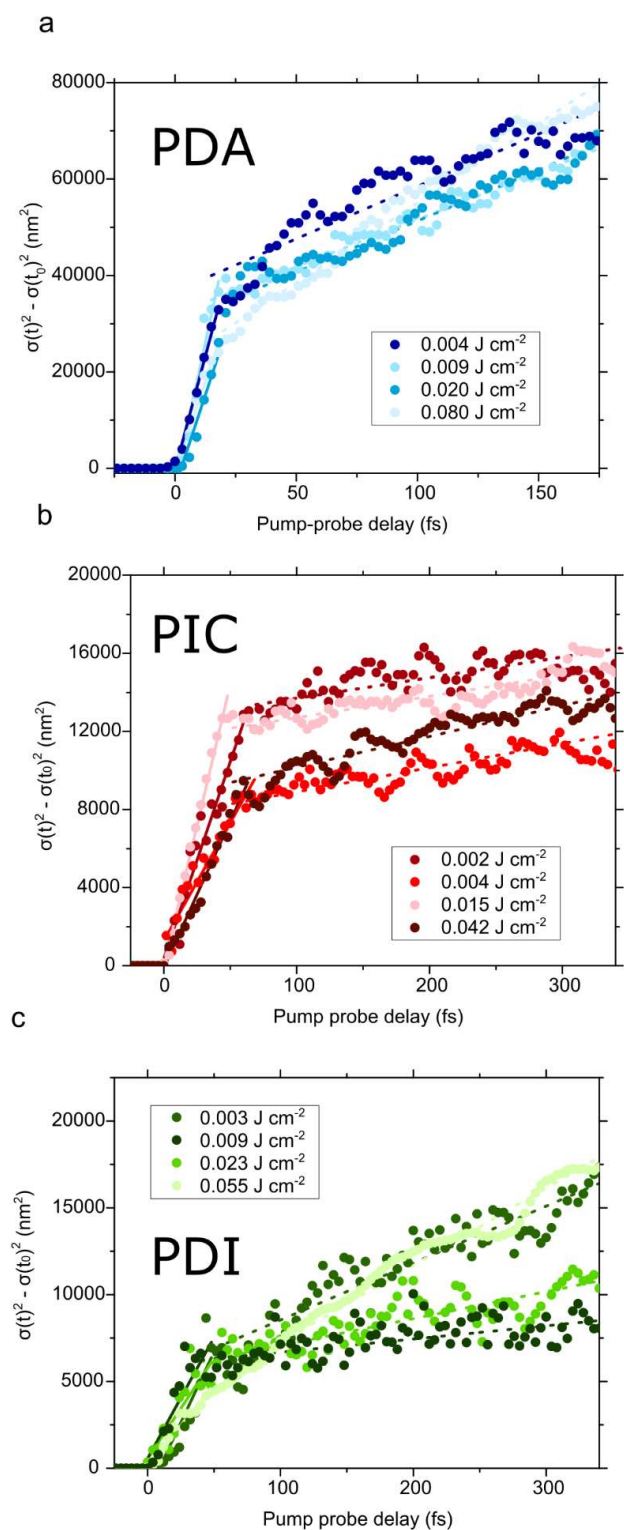 a
80000
60000
40000
20000
0
σ(t)² - σ(t₀)² (nm²)
PDA
0.004 J cm⁻²
0.009 J cm⁻²
0.020 J cm⁻²
0.080 J cm⁻²
0 50 100 150
Pump-probe delay (fs)
b
20000
16000
12000
8000
4000
0
σ(t)² - σ(t₀)² (nm²)
PIC
0.002 J cm⁻²
0.004 J cm⁻²
0.015 J cm⁻²
0.042 J cm⁻²
0 100 200 300
Pump probe delay (fs)
c
20000
15000
10000
5000
0
σ(t)² - σ(t₀)² (nm²)
0.003 J cm⁻²
0.009 J cm⁻²
0.023 J cm⁻²
0.055 J cm⁻²
PDI
0 100 200 300
Pump-probe delay (fs)